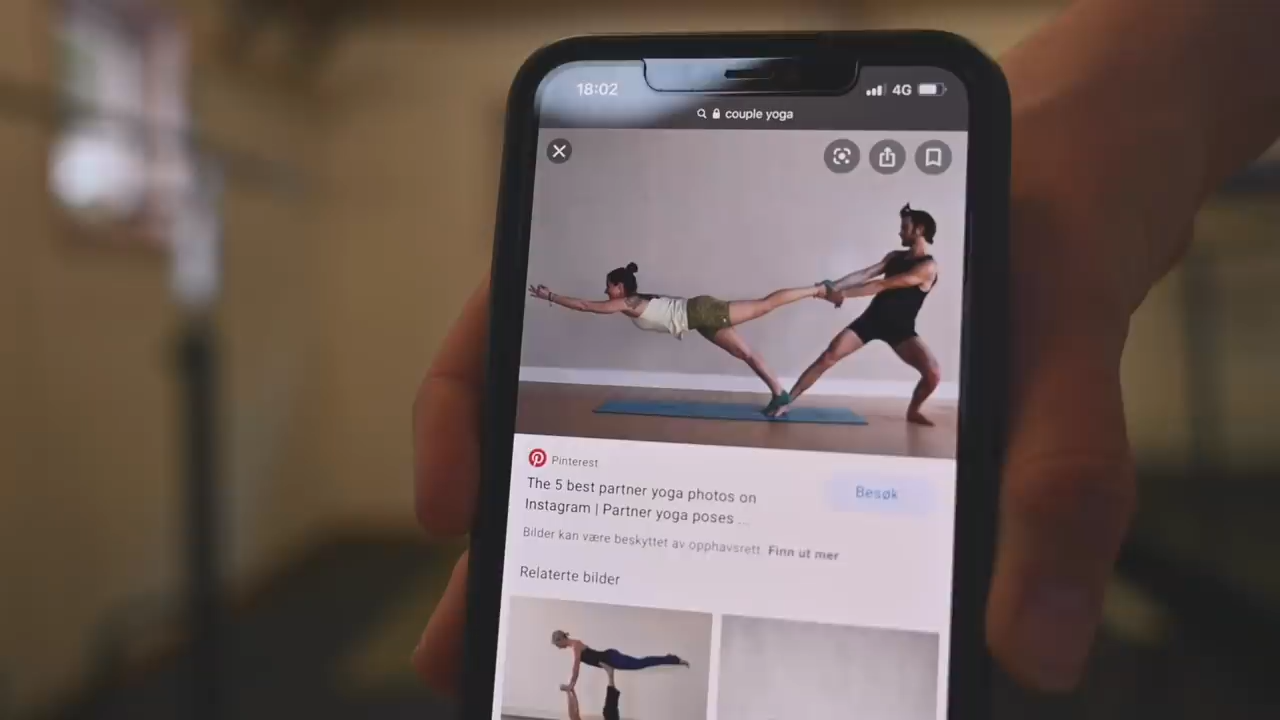 18:02
4G
couple yoga
Pinterest
The 5 best partner yoga photos on
Instagram | Partner yoga poses ...
Besøk
Bilder kan være beskyttet av opphavsrett. Finn ut mer
Relaterte bilder